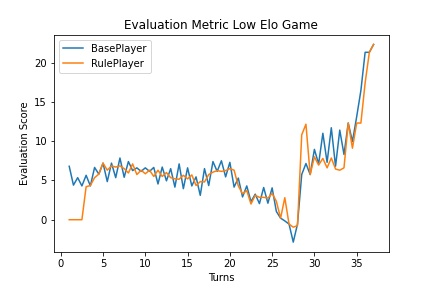 Evaluation Metric Low Elo Game
BasePlayer
RulePlayer
Evaluation Score
20
15
10
5
0
0 5 10 15 20 25 30 35
Turns